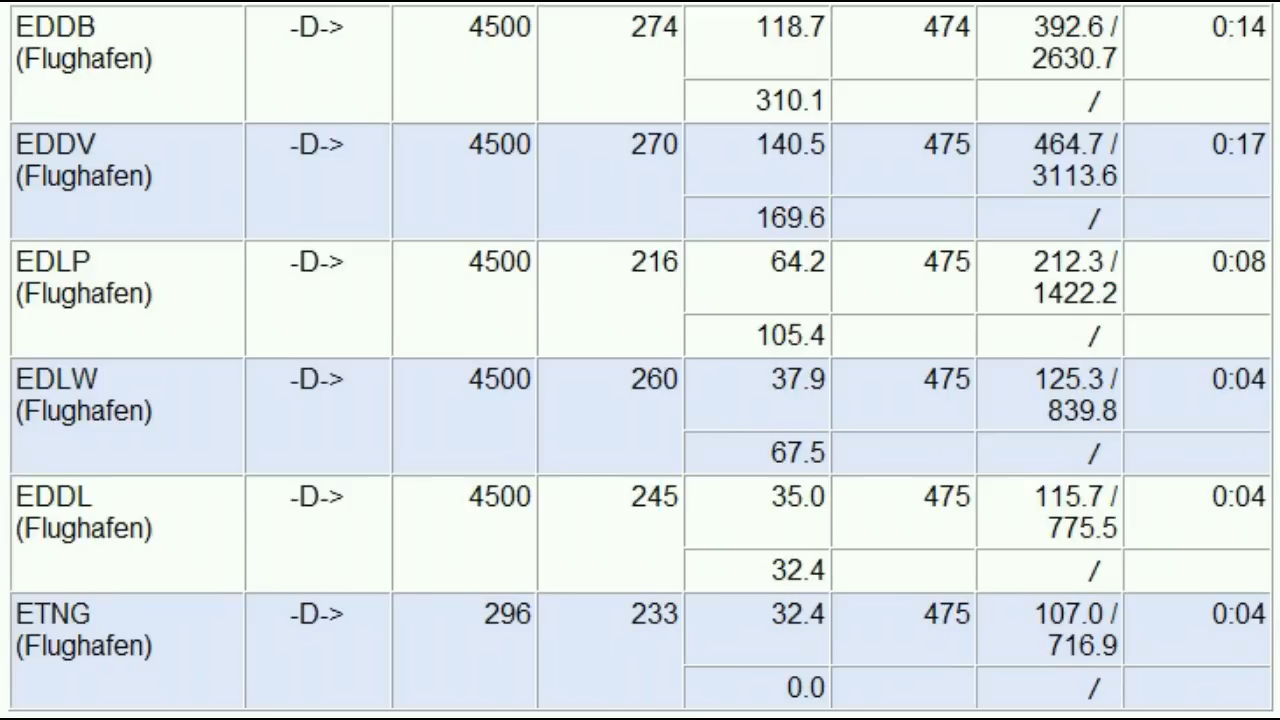 EDDB -D-> 4500 274 118.7 474 392.6 / 0:14
(Flughafen) 2630.7
310.1 /
EDDV -D-> 4500 270 140.5 475 464.7 / 0:17
(Flughafen) 3113.6
169.6 /
EDLP -D-> 4500 216 64.2 475 212.3 / 0:08
(Flughafen) 1422.2
105.4 /
EDLW -D-> 4500 260 37.9 475 125.3 / 0:04
(Flughafen) 839.8
67.5 /
EDDL -D-> 4500 245 35.0 475 115.7 / 0:04
(Flughafen) 775.5
32.4 /
ETNG -D-> 296 233 32.4 475 107.0 / 0:04
(Flughafen) 716.9
0.0 /